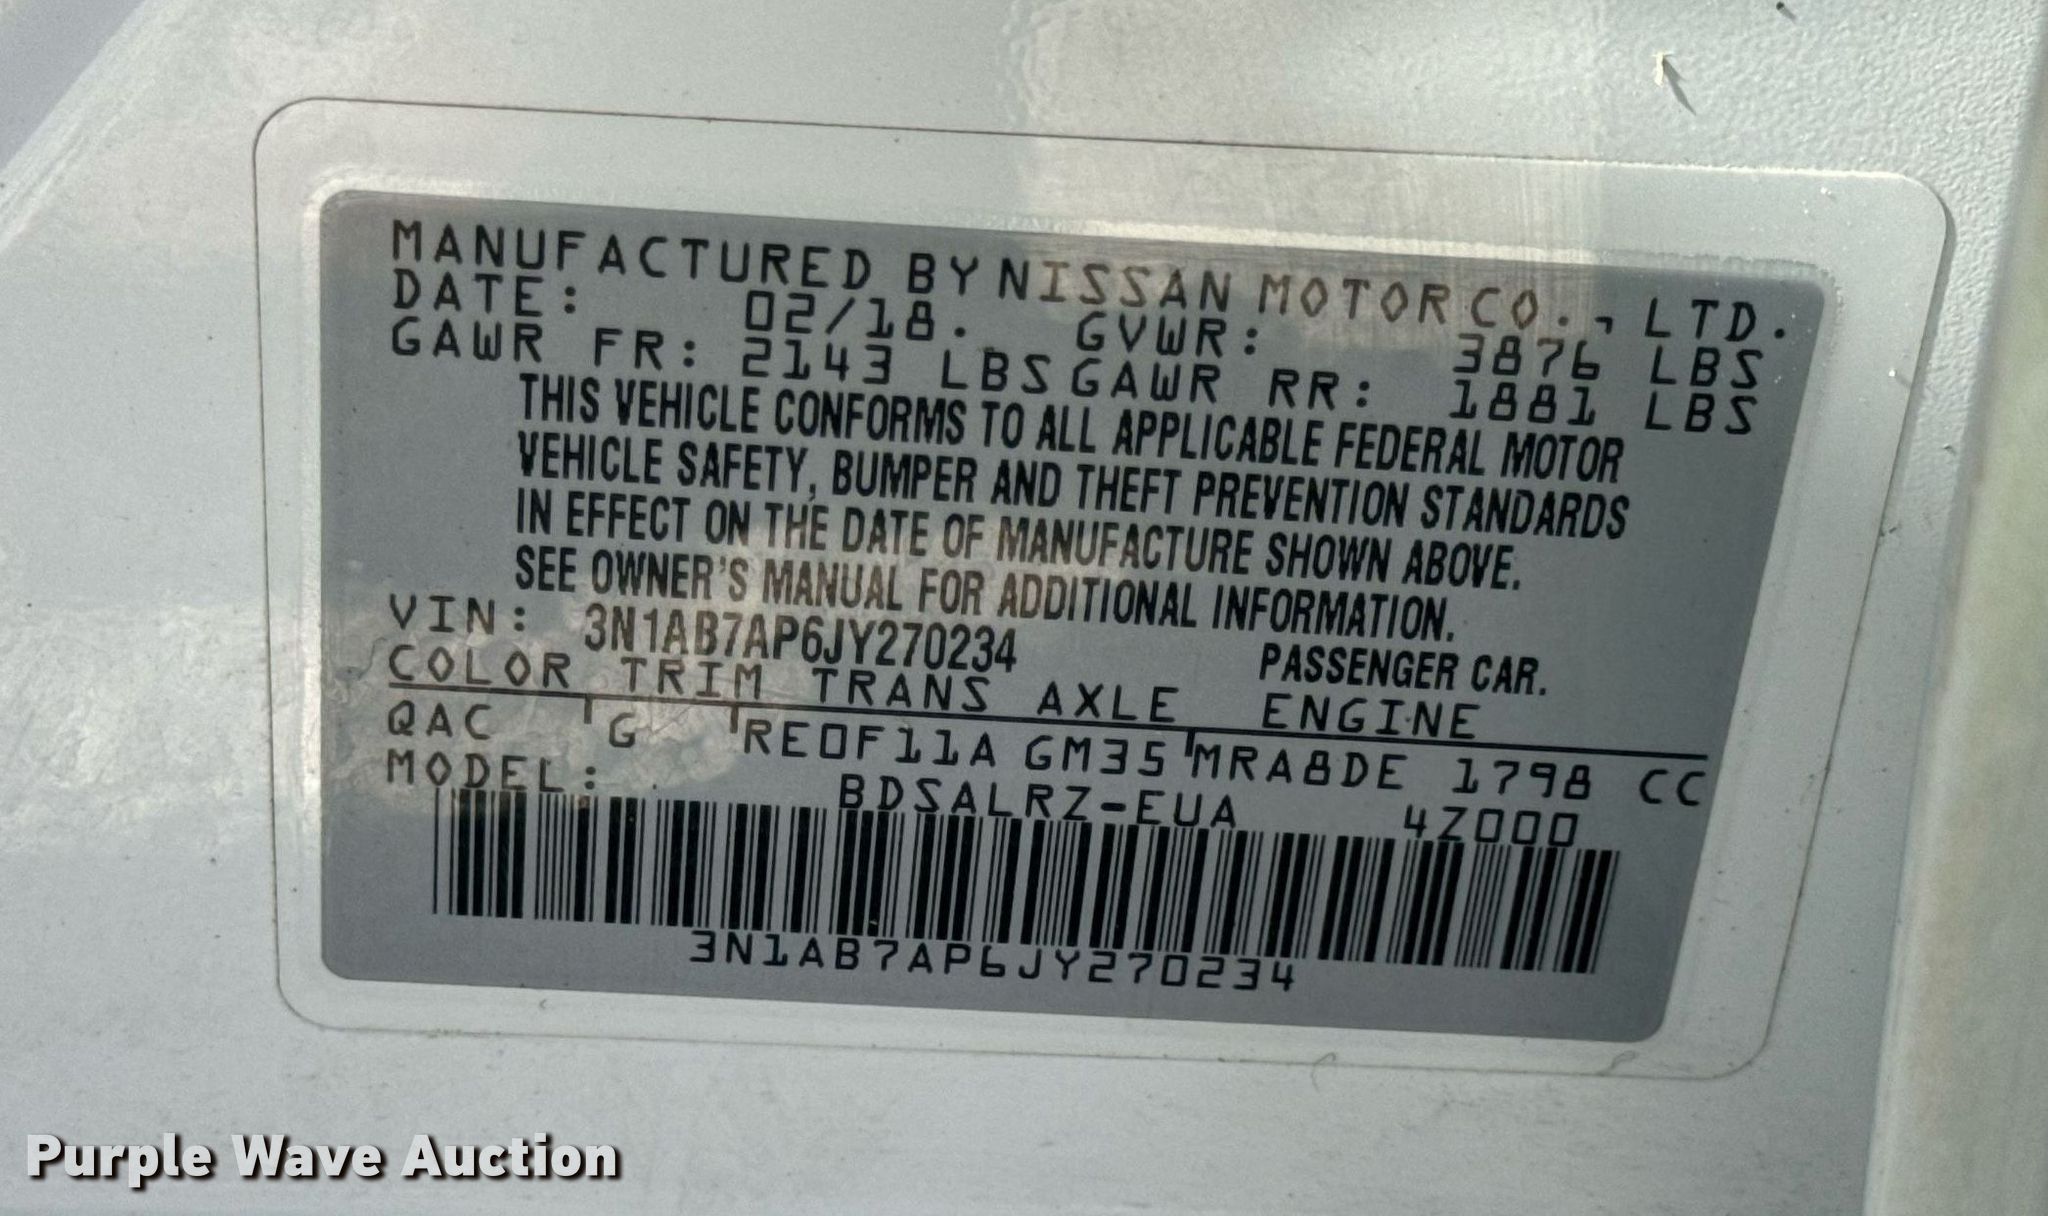 MANUFACTURED BY NISSAN MOTOR CO., LTD.
DATE: 02/18. GVWR: 3876 LBS
GAWR FR: 2143 LBS GAWR RR: 1881 LBS
THIS VEHICLE CONFORMS TO ALL APPLICABLE FEDERAL MOTOR
VEHICLE SAFETY, BUMPER AND THEFT PREVENTION STANDARDS
IN EFFECT ON THE DATE OF MANUFACTURE SHOWN ABOVE.
SEE OWNER'S MANUAL FOR ADDITIONAL INFORMATION.
VIN: 3N1AB7AP6JY270234 PASSENGER CAR.
COLOR TRIM TRANS AXLE ENGINE
QAC G RE0F11A GM35 MRA8DE 1798 CC
MODEL: BDSALRZ-EUA 4Z000
3N1AB7AP6JY270234
Purple Wave Auction